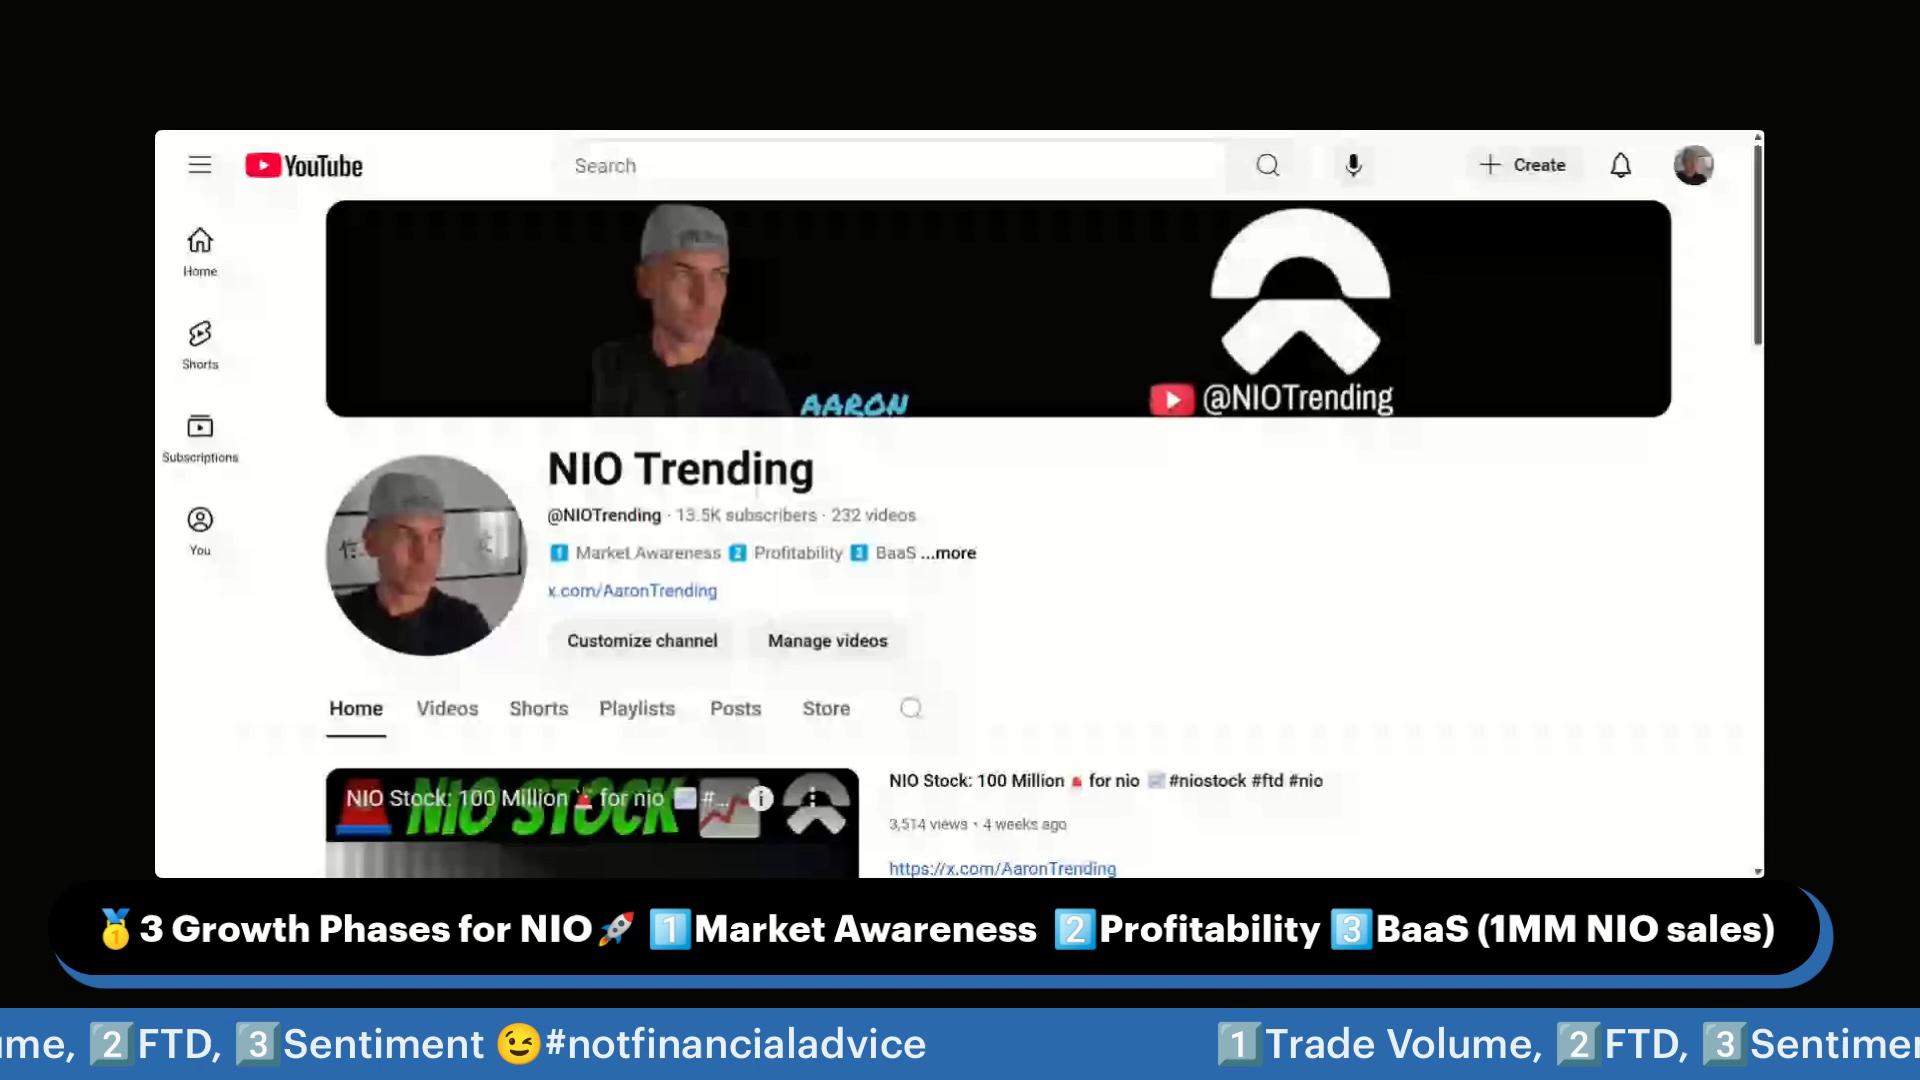 YouTube
Search
Create
Home
Shorts
Subscriptions
You
AARON
@NIOTrending
NIO Trending
@NIOTrending · 13.5K subscribers · 232 videos
1️⃣ Market Awareness 2️⃣ Profitability 3️⃣ BaaS ...more
x.com/AaronTrending
Customize channel
Manage videos
Home Videos Shorts Playlists Posts Store
NIO STOCK
NIO Stock: 100 Million 🚨 for nio 📈 #...
NIO Stock: 100 Million 🚨 for nio 📈 #niostock #ftd #nio
3,514 views • 4 weeks ago
https://x.com/AaronTrending
🥇3 Growth Phases for NIO🚀 1️⃣Market Awareness 2️⃣Profitability 3️⃣BaaS (1MM NIO sales)
ume, 2️⃣FTD, 3️⃣Sentiment 😉#notfinancialadvice 1️⃣Trade Volume, 2️⃣FTD, 3️⃣Sentimen